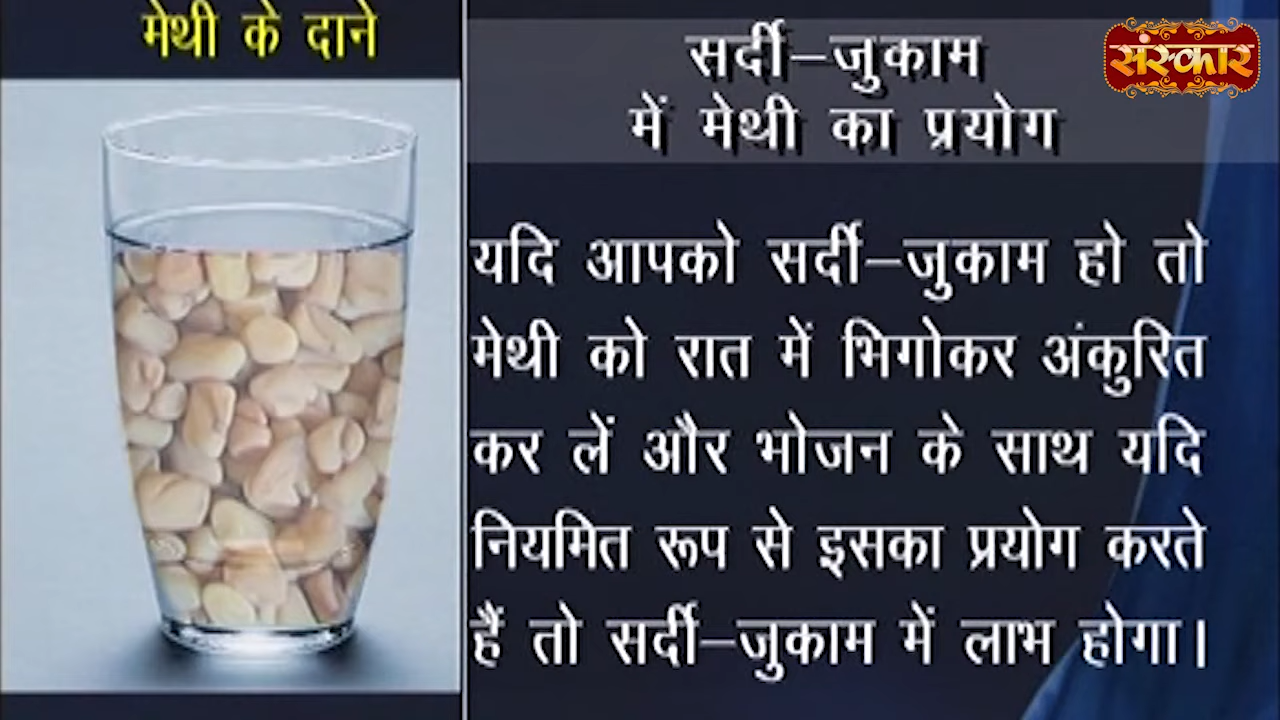 मेथी के दाने
संस्कार
सर्दी–जुकाम
में मेथी का प्रयोग
यदि आपको सर्दी–जुकाम हो तो
मेथी को रात में भिगोकर अंकुरित
कर लें और भोजन के साथ यदि
नियमित रूप से इसका प्रयोग करते
हैं तो सर्दी–जुकाम में लाभ होगा।